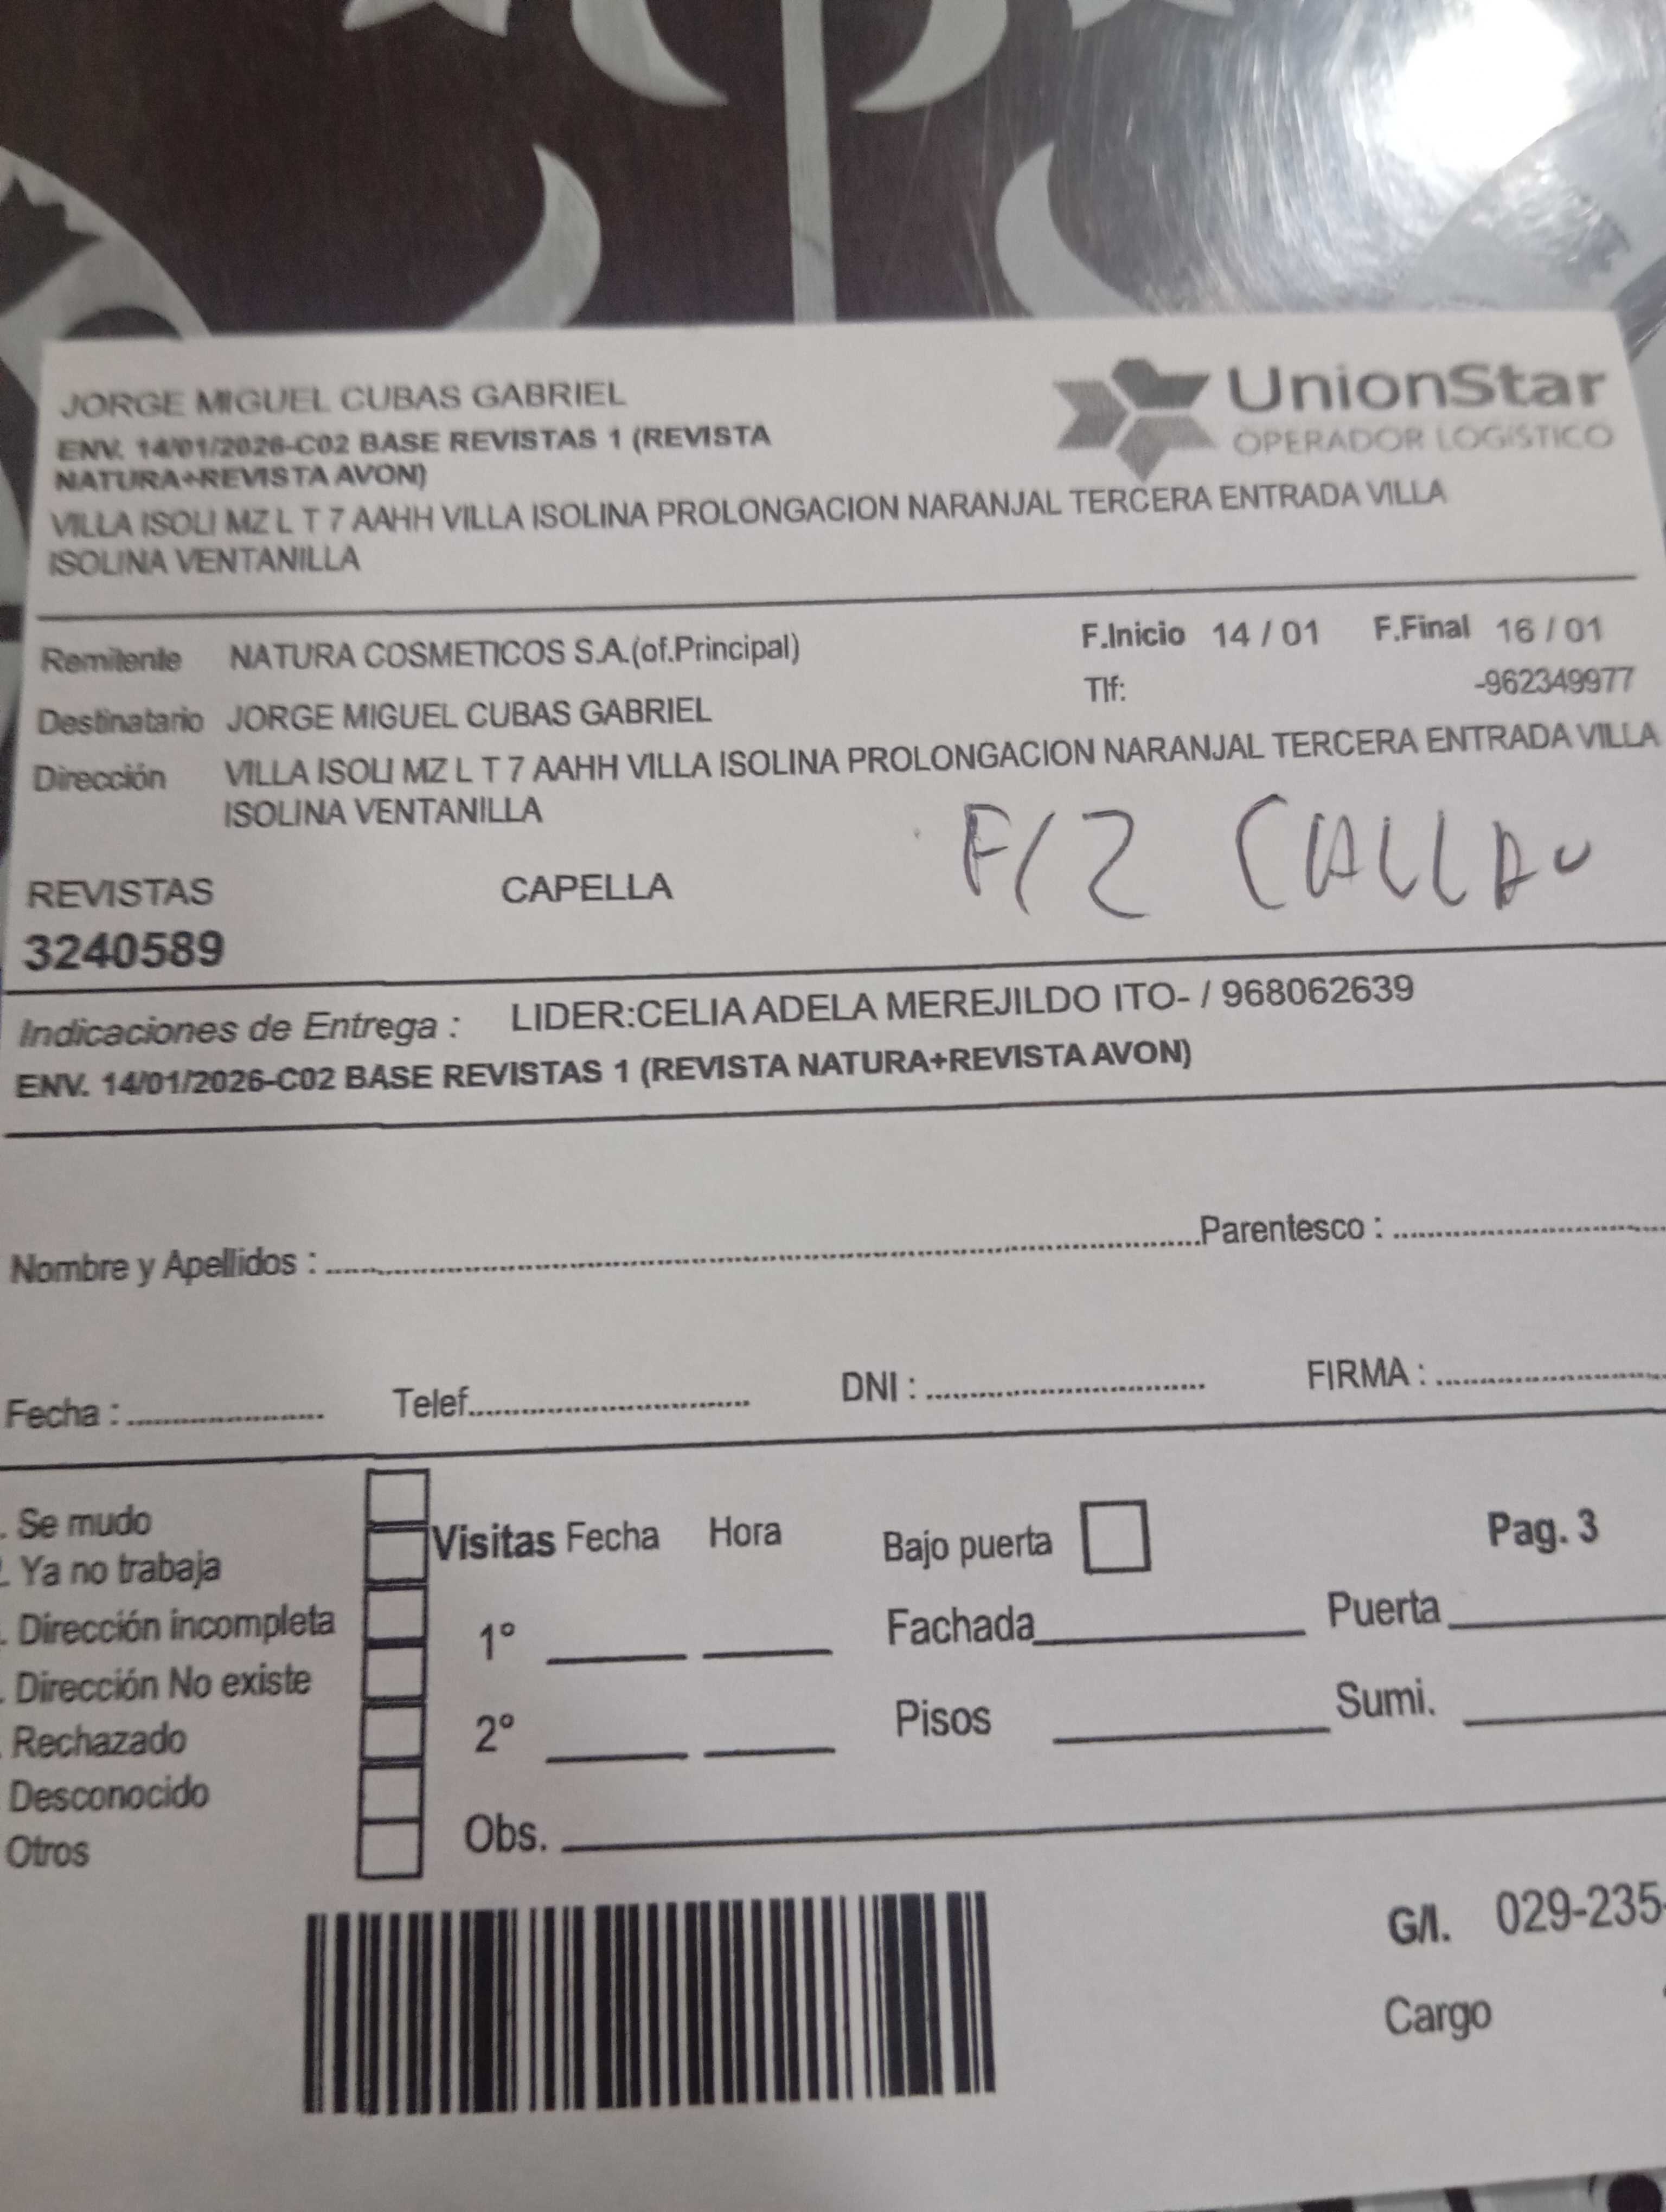 JORGE MIGUEL CUBAS GABRIEL
UnionStar
OPERADOR LOGÍSTICO
ENV. 14/01/2026-C02 BASE REVISTAS 1 (REVISTA
NATURA+REVISTA AVON)
VILLA ISOLI MZ L T 7 AAHH VILLA ISOLINA PROLONGACION NARANJAL TERCERA ENTRADA VILLA
ISOLINA VENTANILLA
Remitente NATURA COSMETICOS S.A.(of.Principal) F.Inicio 14 / 01 F.Final 16 / 01
Tlf: -962349977
Destinatario JORGE MIGUEL CUBAS GABRIEL
Dirección VILLA ISOLI MZ L T 7 AAHH VILLA ISOLINA PROLONGACION NARANJAL TERCERA ENTRADA VILLA
ISOLINA VENTANILLA
F/Z CALLAO
REVISTAS CAPELLA
3240589
Indicaciones de Entrega : LIDER:CELIA ADELA MEREJILDO ITO- / 968062639
ENV. 14/01/2026-C02 BASE REVISTAS 1 (REVISTA NATURA+REVISTA AVON)
Nombre y Apellidos : Parentesco :
Fecha : Telef. DNI : FIRMA :
. Se mudo
. Ya no trabaja
. Dirección incompleta
. Dirección No existe
Rechazado
Desconocido
Otros
Visitas Fecha Hora
1º
2º
Obs.
Bajo puerta Pag. 3
Fachada Puerta
Pisos Sumi.
G/I. 029-235-
Cargo